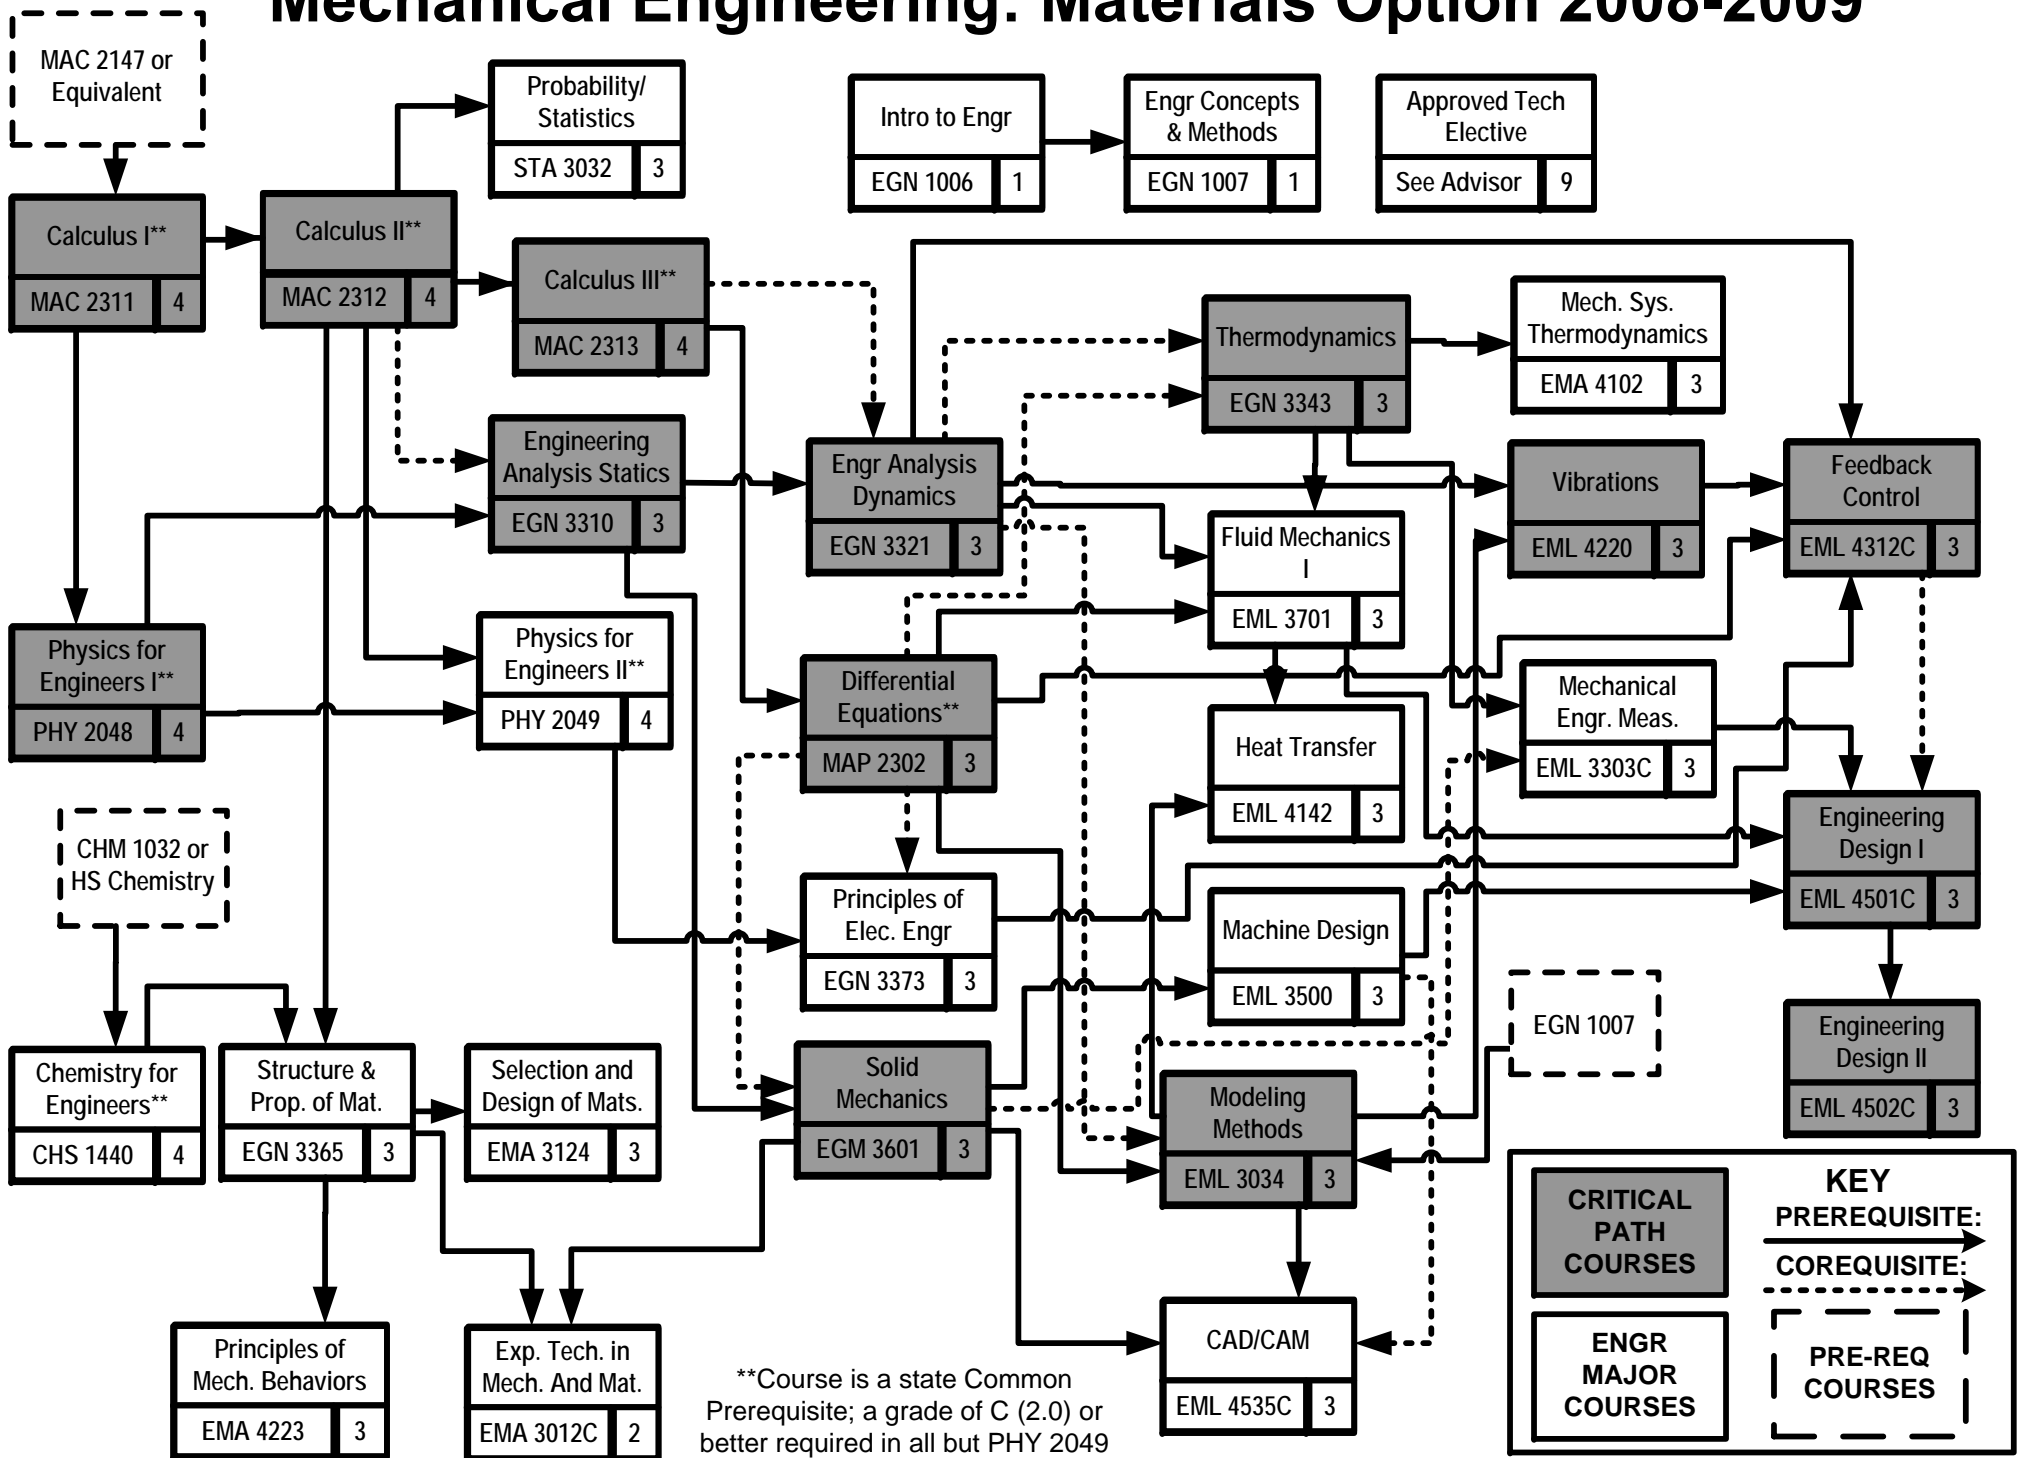 Mechanical Engineering: Materials Option 2008-2009
MAC 2147 or
Equivalent
Probability/
Statistics
STA 3032 3
Intro to Engr
EGN 1006 1
Engr Concepts
& Methods
EGN 1007 1
Approved Tech
Elective
See Advisor 9
Calculus I**
MAC 2311 4
Calculus II**
MAC 2312 4
Calculus III**
MAC 2313 4
Thermodynamics
EGN 3343 3
Mech. Sys.
Thermodynamics
EMA 4102 3
Engineering
Analysis Statics
EGN 3310 3
Engr Analysis
Dynamics
EGN 3321 3
Vibrations
EML 4220 3
Feedback
Control
EML 4312C 3
Fluid Mechanics
I
EML 3701 3
Physics for
Engineers I**
PHY 2048 4
Physics for
Engineers II**
PHY 2049 4
Differential
Equations**
MAP 2302 3
Mechanical
Engr. Meas.
EML 3303C 3
Heat Transfer
EML 4142 3
CHM 1032 or
HS Chemistry
Engineering
Design I
EML 4501C 3
Principles of
Elec. Engr
EGN 3373 3
Machine Design
EML 3500 3
EGN 1007
Engineering
Design II
EML 4502C 3
Chemistry for
Engineers**
CHS 1440 4
Structure &
Prop. of Mat.
EGN 3365 3
Selection and
Design of Mats.
EMA 3124 3
Solid
Mechanics
EGM 3601 3
Modeling
Methods
EML 3034 3
Principles of
Mech. Behaviors
EMA 4223 3
Exp. Tech. in
Mech. And Mat.
EMA 3012C 2
**Course is a state Common
Prerequisite; a grade of C (2.0) or
better required in all but PHY 2049
CAD/CAM
EML 4535C 3
CRITICAL
PATH
COURSES
KEY
PREREQUISITE:
COREQUISITE:
ENGR
MAJOR
COURSES
PRE-REQ
COURSES